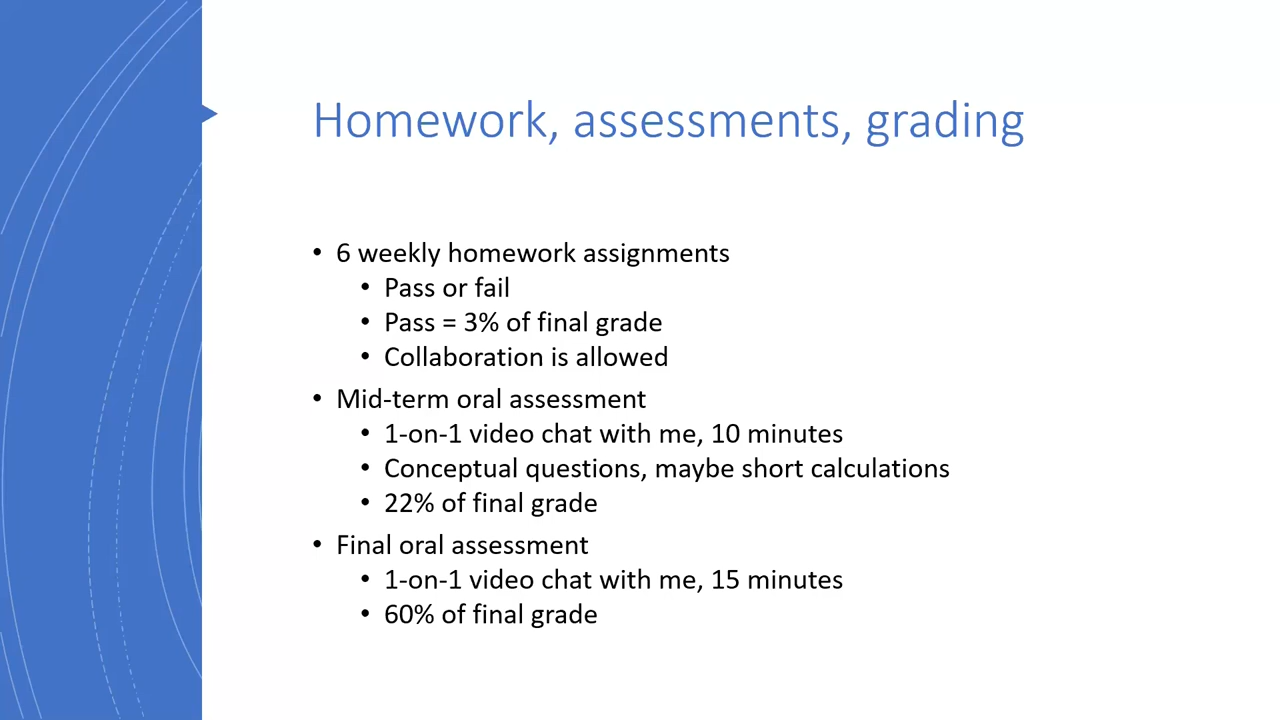 Homework, assessments, grading
• 6 weekly homework assignments
• Pass or fail
• Pass = 3% of final grade
• Collaboration is allowed
• Mid-term oral assessment
• 1-on-1 video chat with me, 10 minutes
• Conceptual questions, maybe short calculations
• 22% of final grade
• Final oral assessment
• 1-on-1 video chat with me, 15 minutes
• 60% of final grade